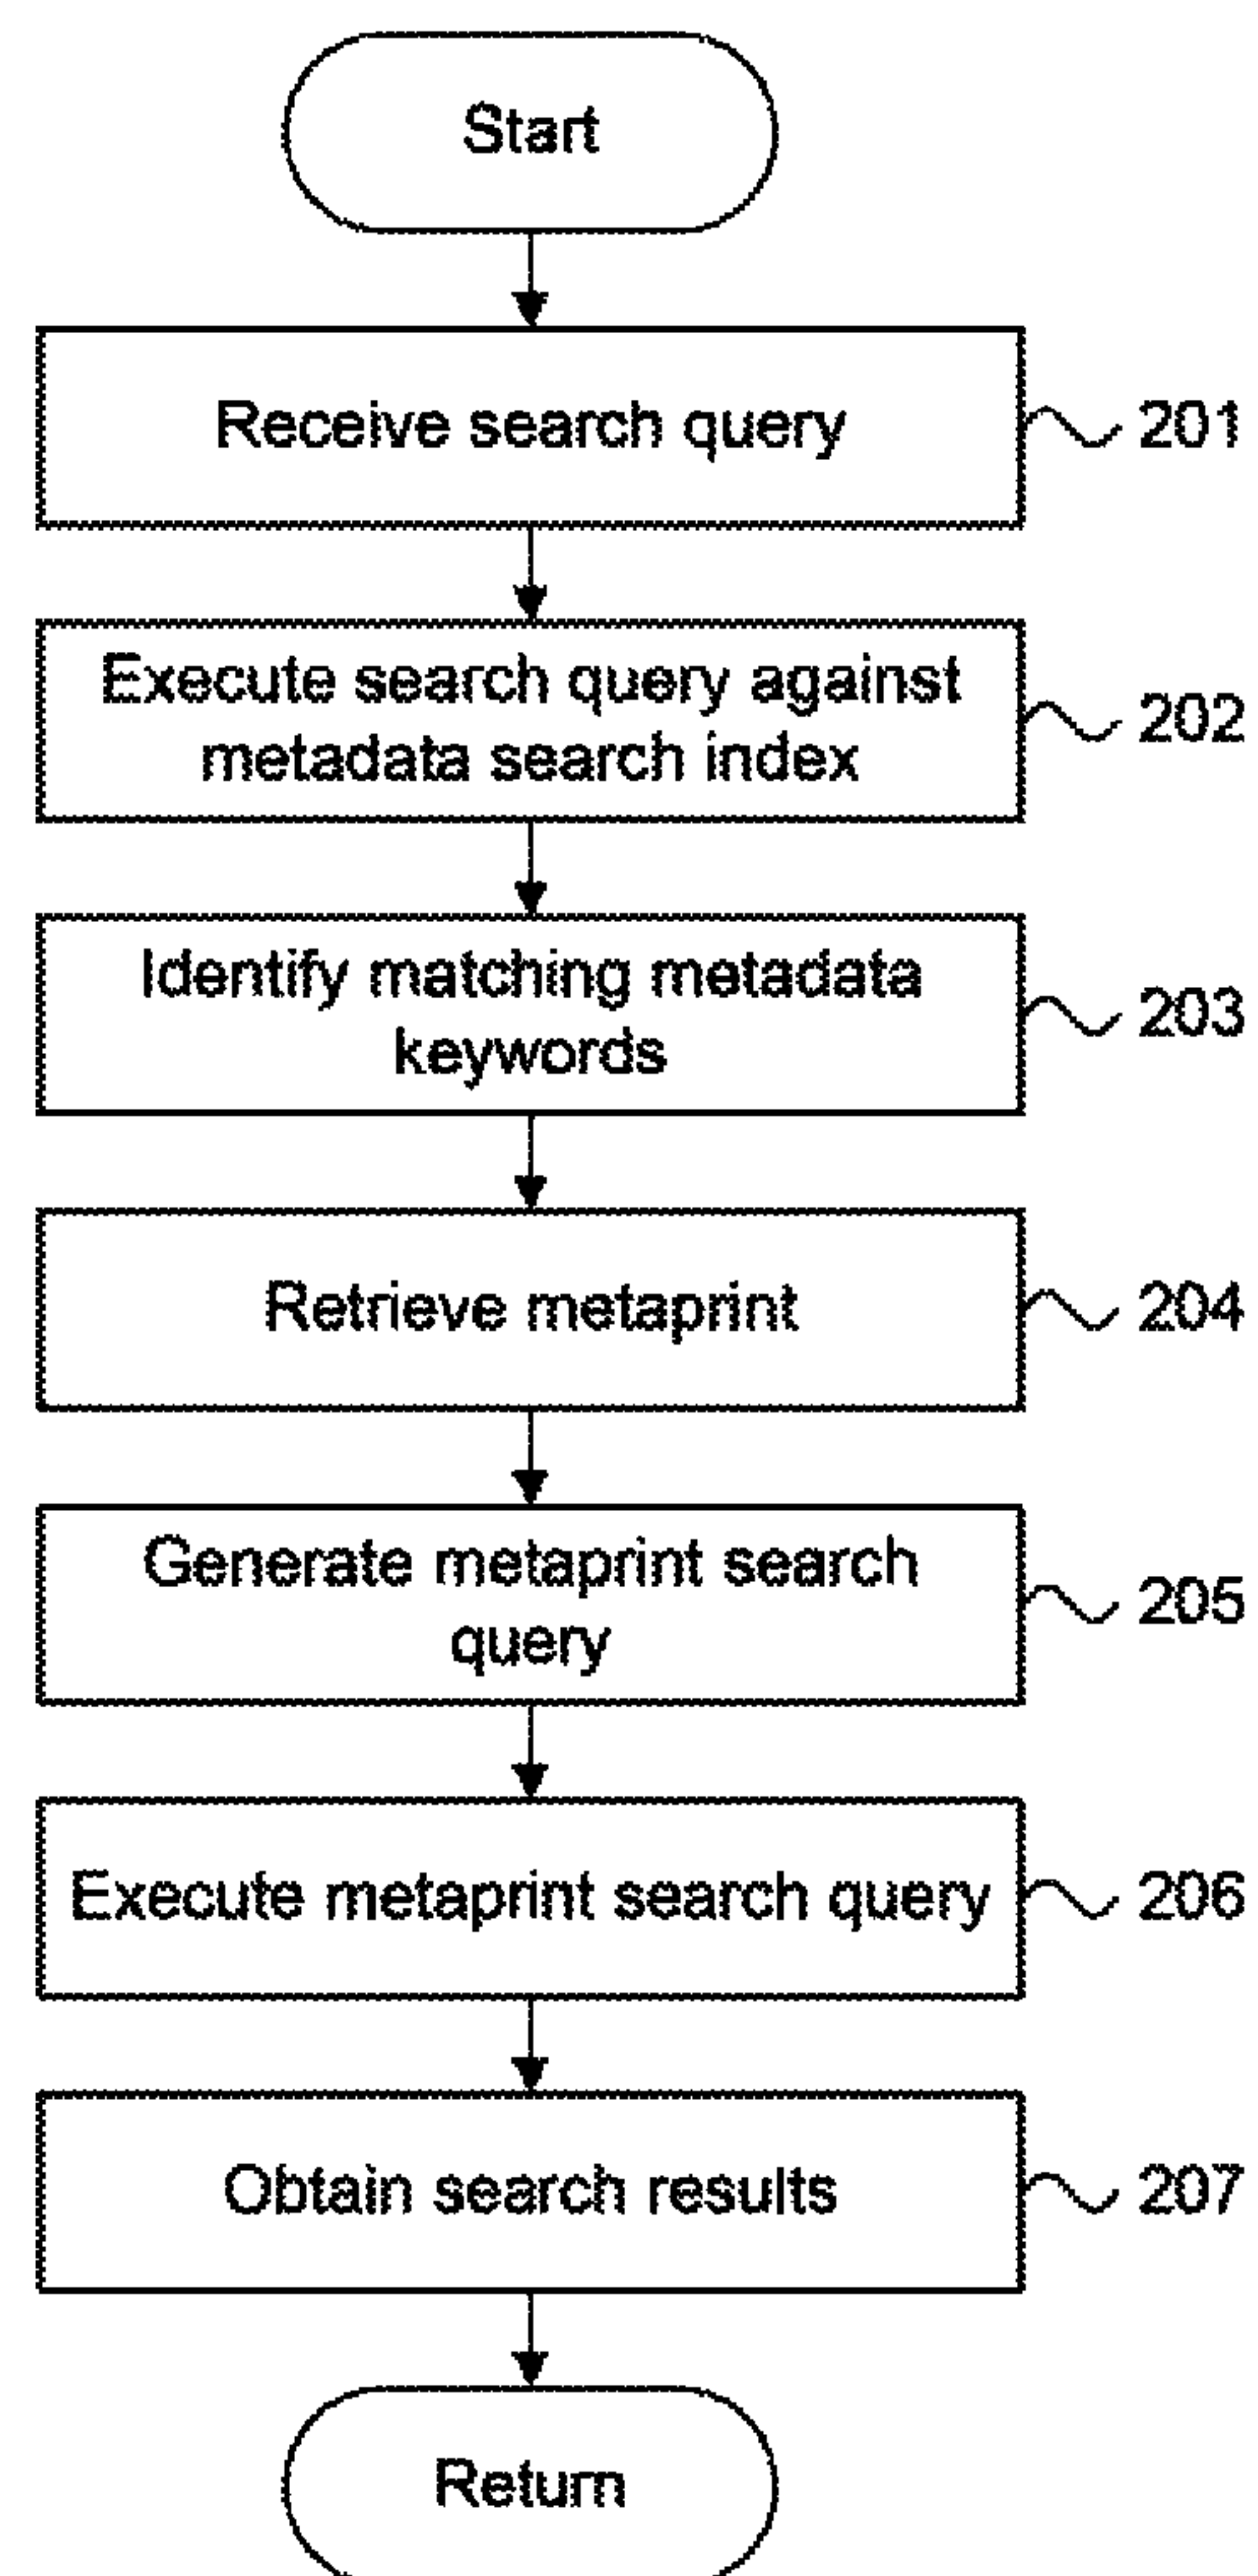 Start
Receive search query
201
Execute search query against
metadata search index
202
Identify matching metadata
keywords
203
Retrieve metaprint
204
Generate metaprint search
query
205
Execute metaprint search query
206
Obtain search results
207
Return